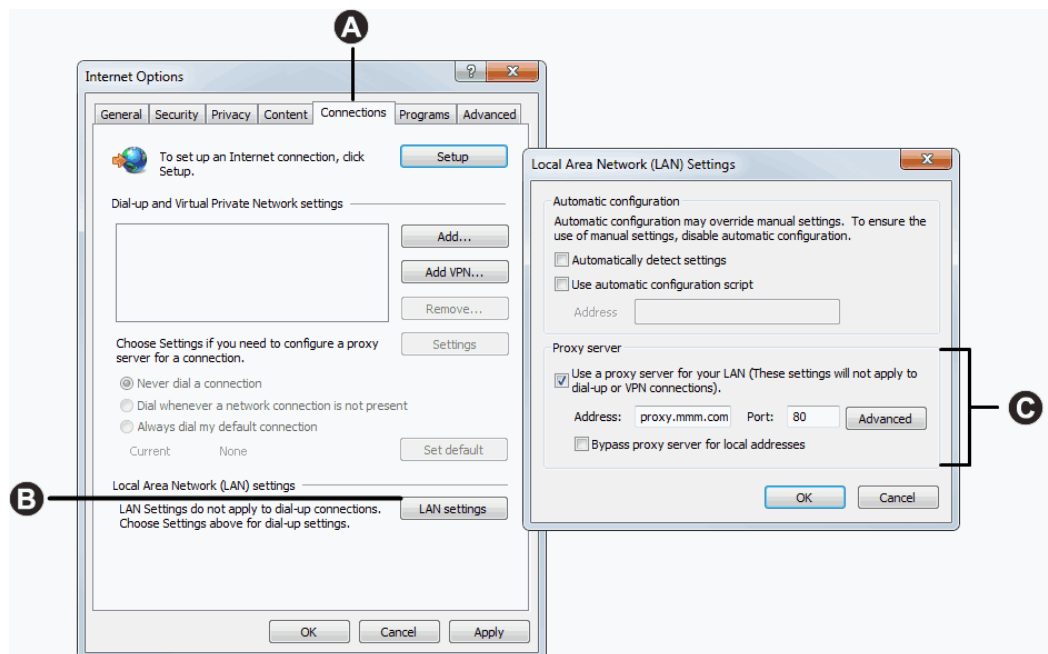 A
Internet Options
General Security Privacy Content Connections Programs Advanced
To set up an Internet connection, click
Setup.
Setup
Dial-up and Virtual Private Network settings
Add...
Add VPN...
Remove...
Choose Settings if you need to configure a proxy
server for a connection.
Settings
Never dial a connection
Dial whenever a network connection is not present
Always dial my default connection
Current None
Set default
B
Local Area Network (LAN) settings
LAN Settings do not apply to dial-up connections.
Choose Settings above for dial-up settings.
LAN settings
OK Cancel Apply
Local Area Network (LAN) Settings
Automatic configuration
Automatic configuration may override manual settings. To ensure the
use of manual settings, disable automatic configuration.
Automatically detect settings
Use automatic configuration script
Address
Proxy server
Use a proxy server for your LAN (These settings will not apply to
dial-up or VPN connections).
Address: proxy.mmm.com Port: 80 Advanced
Bypass proxy server for local addresses
C
OK Cancel